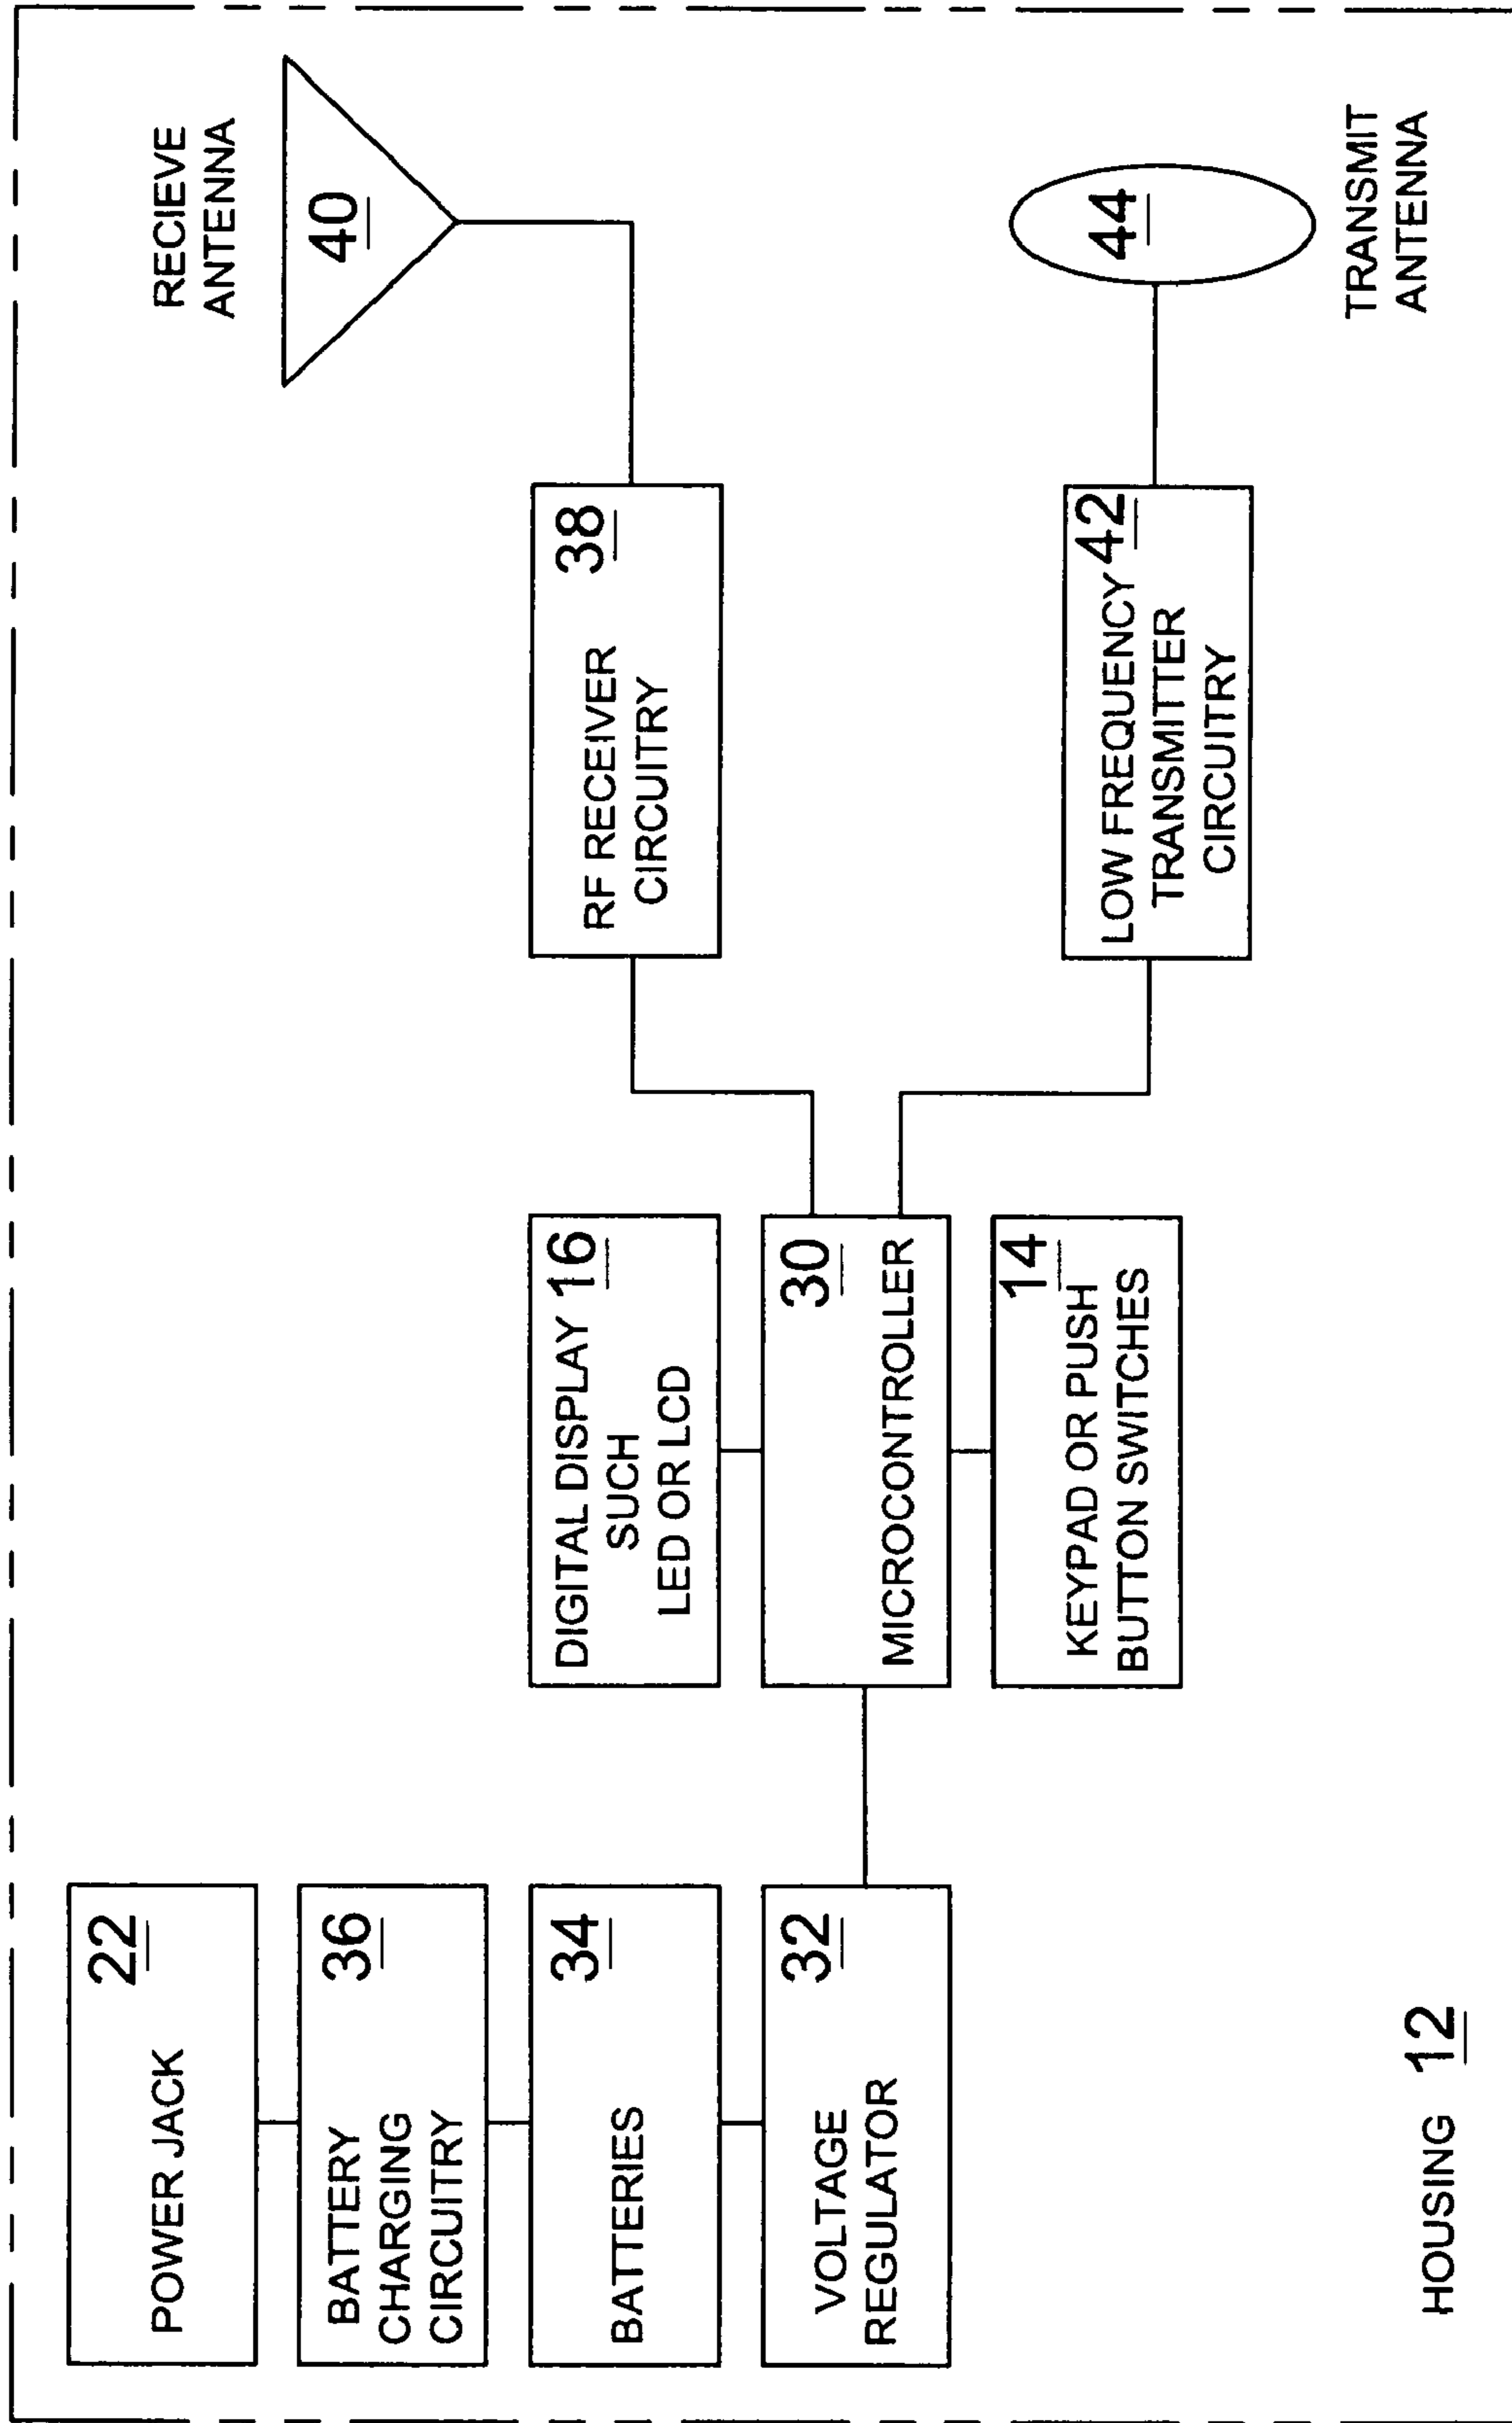 POWER JACK 22
BATTERY 36
CHARGING
CIRCUITRY
BATTERIES 34
VOLTAGE 32
REGULATOR
DIGITAL DISPLAY 16
SUCH
LED OR LCD
30
MICROCONTROLLER
14
KEYPAD OR PUSH
BUTTON SWITCHES
RF RECEIVER 38
CIRCUITRY
LOW FREQUENCY 42
TRANSMITTER
CIRCUITRY
RECIEVE
ANTENNA
40
44
TRANSMIT
ANTENNA
HOUSING 12